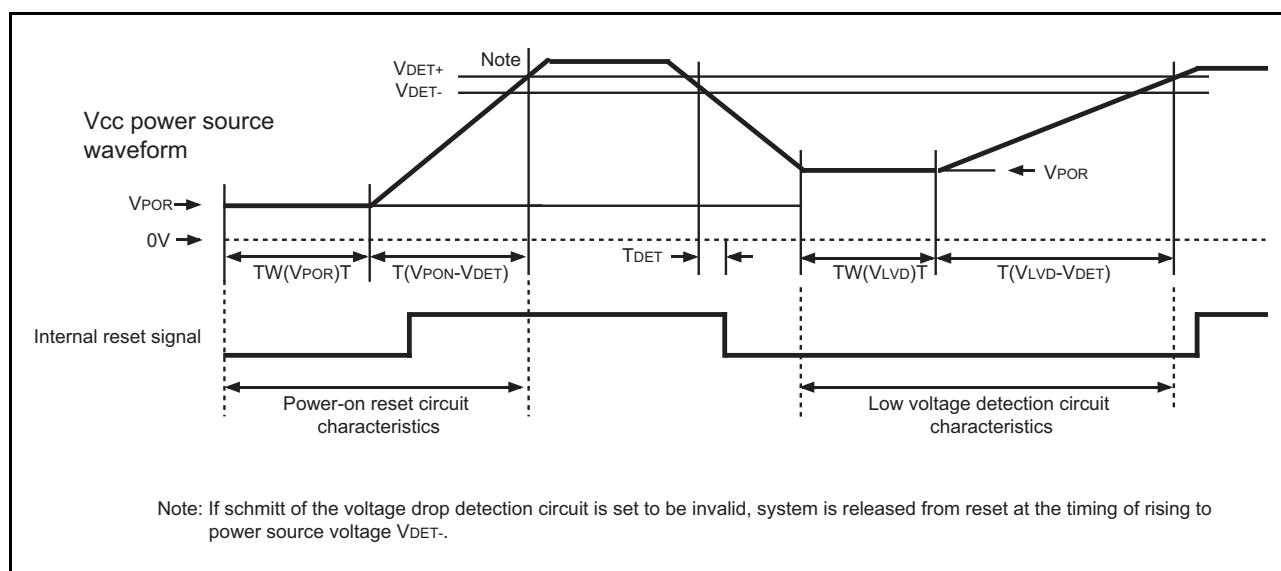 Note
VDET+
VDET-
Vcc power source
waveform
VPOR
VPOR
0V
TDET
TW(VPOR)T
T(VPON-VDET)
TW(VLVD)T
T(VLVD-VDET)
Internal reset signal
Power-on reset circuit
characteristics
Low voltage detection circuit
characteristics
Note: If schmitt of the voltage drop detection circuit is set to be invalid, system is released from reset at the timing of rising to
power source voltage VDET-.